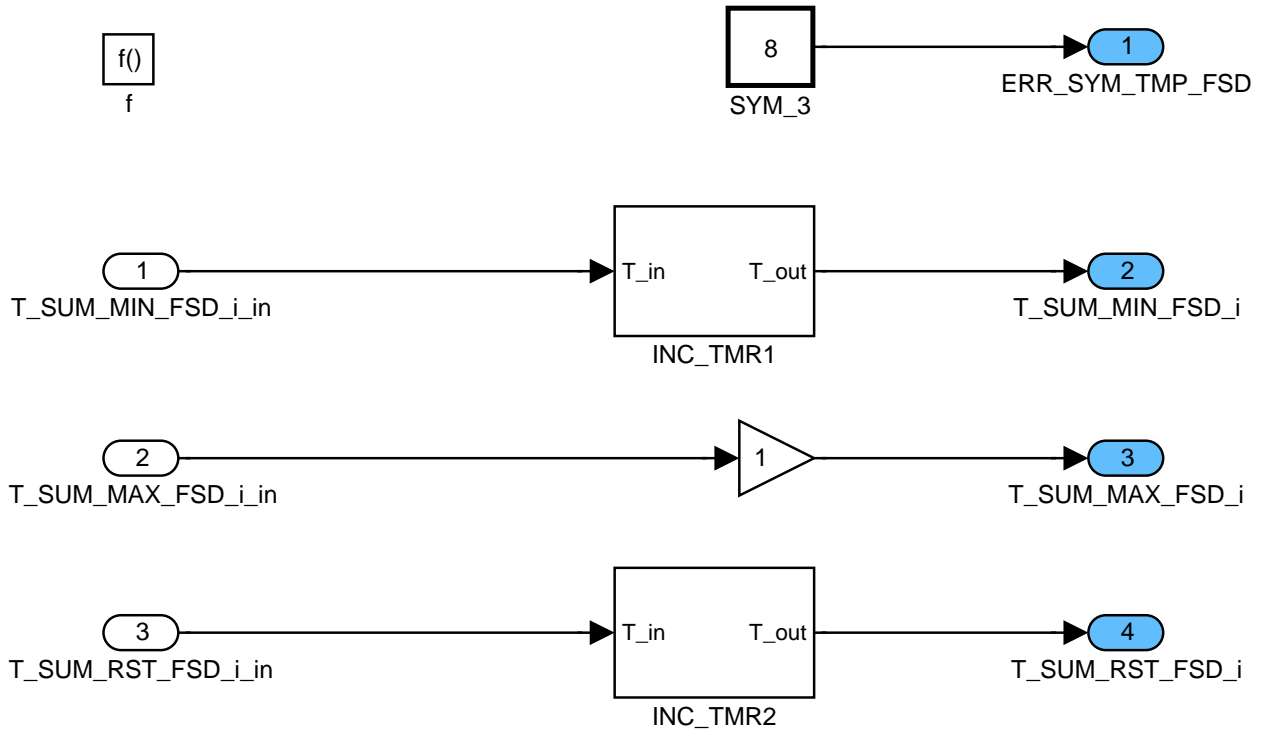 f()
f
8
SYM_3
1
ERR_SYM_TMP_FSD
1
T_SUM_MIN_FSD_i_in
T_in
T_out
INC_TMR1
2
T_SUM_MIN_FSD_i
2
T_SUM_MAX_FSD_i_in
1
3
T_SUM_MAX_FSD_i
3
T_SUM_RST_FSD_i_in
T_in
T_out
INC_TMR2
4
T_SUM_RST_FSD_i